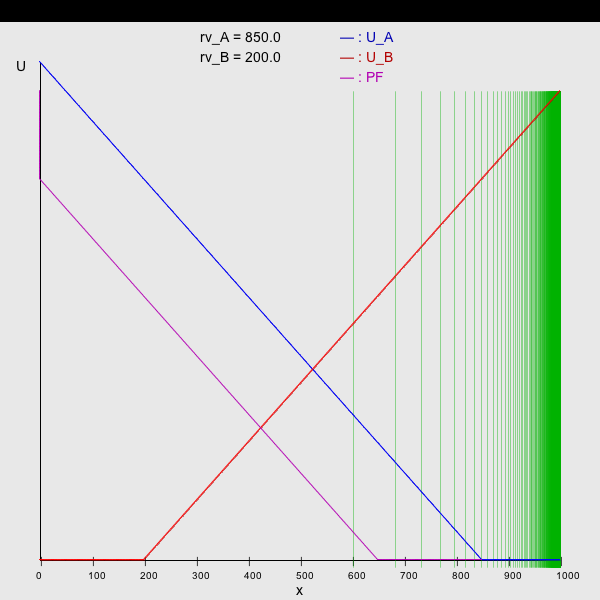 rv_A = 850.0 — : U_A
rv_B = 200.0 — : U_B
— : PF
U
0 100 200 300 400 500 600 700 800 900 1000
x